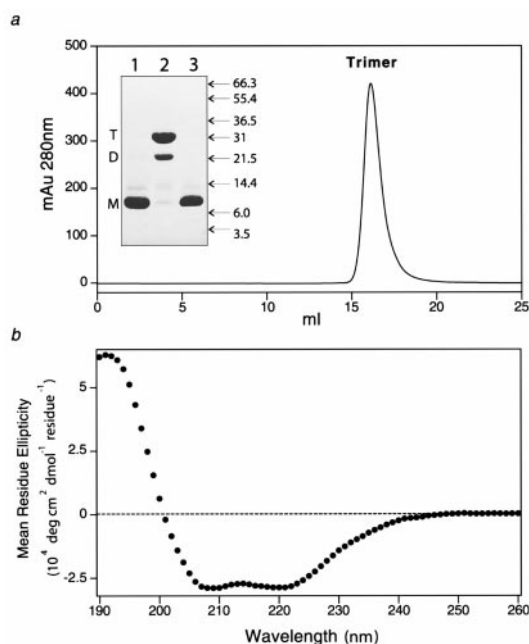 a
Trimer
500
400
300
200
100
0
mAu 280nm
1 2 3
T
D
M
66.3
55.4
36.5
31
21.5
14.4
6.0
3.5
0 5 10 15 20 25
ml
b
5
2.5
0
-2.5
Mean Residue Ellipticity
(10⁴ deg cm² dmol⁻¹ residue⁻¹)
190 200 210 220 230 240 250 260
Wavelength (nm)